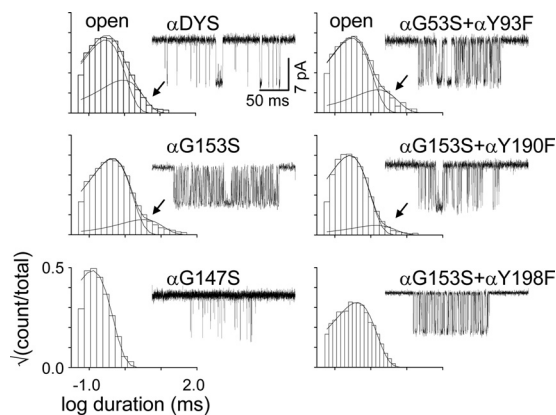 open
αDYS
7 pA
50 ms
open
αG53S+αY93F
αG153S
αG153S+αY190F
0.5
0.0
√(count/total)
αG147S
αG153S+αY198F
-1.0
2.0
log duration (ms)